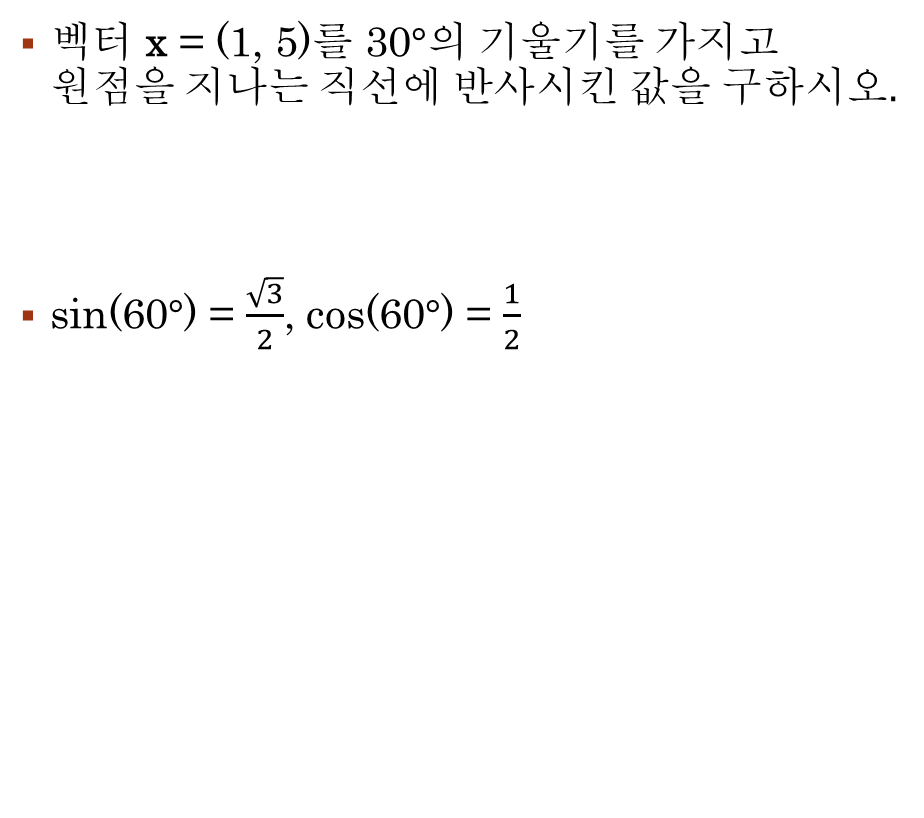 ▪ 벡터 x = (1, 5)를 30°의 기울기를 가지고
원점을 지나는 직선에 반사시킨 값을 구하시오.
▪ sin(60°) = √3/2, cos(60°) = 1/2